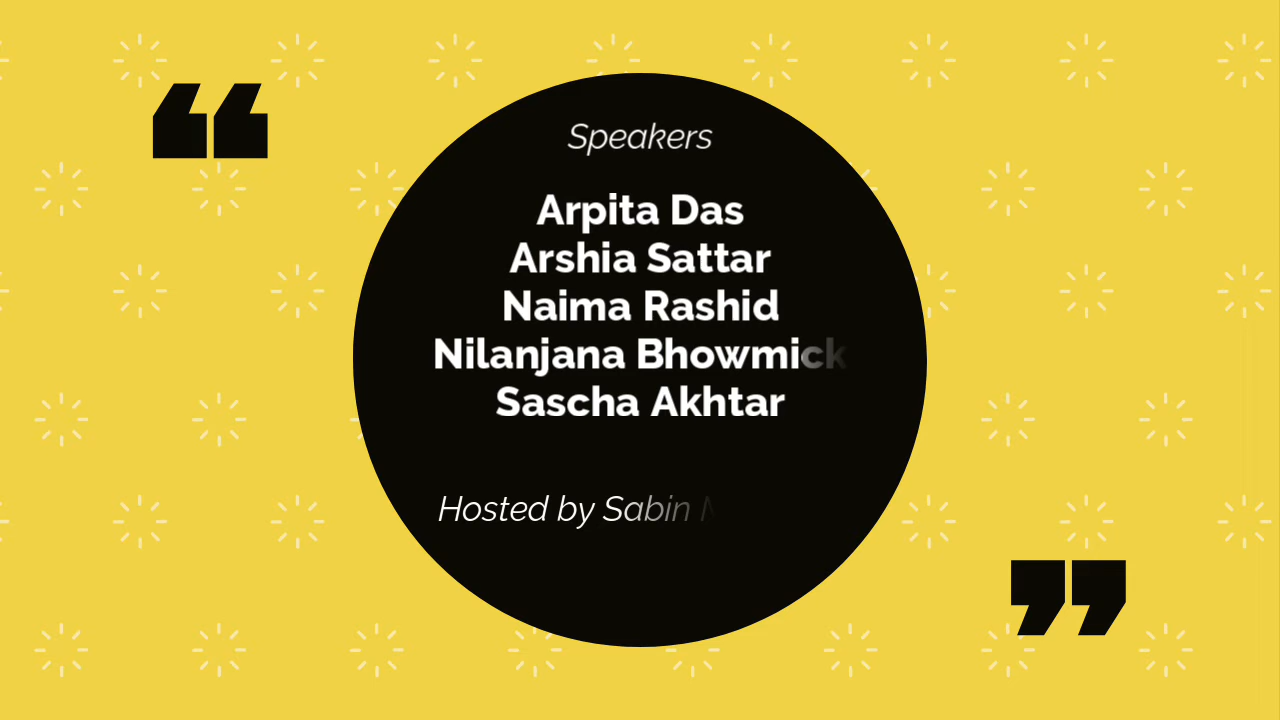 Speakers
Arpita Das
Arshia Sattar
Naima Rashid
Nilanjana Bhowmick
Sascha Akhtar
Hosted by Sabin